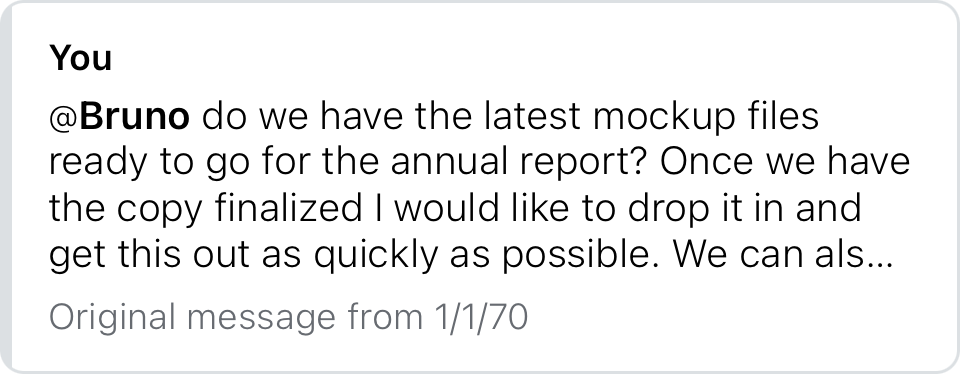 You
@Bruno do we have the latest mockup files
ready to go for the annual report? Once we have
the copy finalized I would like to drop it in and
get this out as quickly as possible. We can als...
Original message from 1/1/70